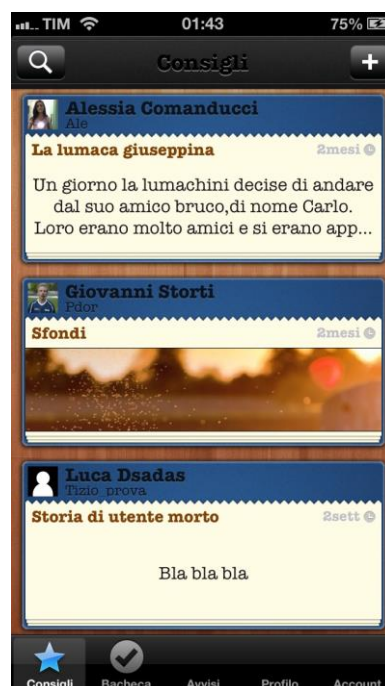 TIM 01:43 75%
Consigli
Alessia Comanducci
Ale
La lumaca giuseppina 2mesi
Un giorno la lumachini decise di andare
dal suo amico bruco,di nome Carlo.
Loro erano molto amici e si erano app...
Giovanni Storti
Pdor
Sfondi 2mesi
Luca Dsadas
Tizio_prova
Storia di utente morto 2sett
Bla bla bla
Consigli Bacheca Avvisi Profilo Account